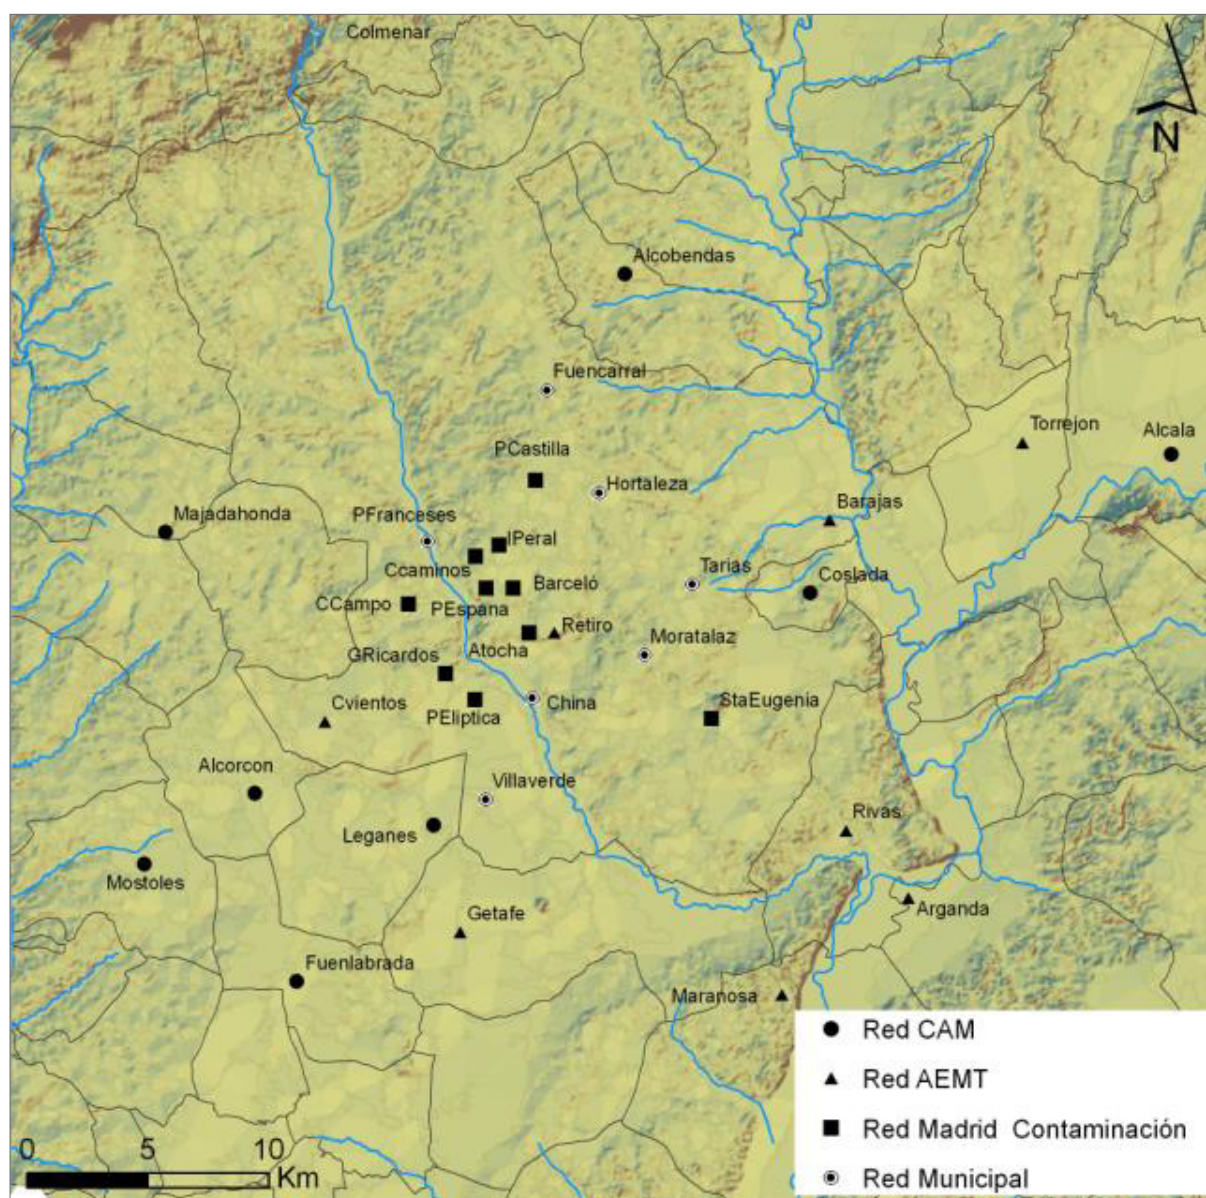 Colmenar
N
Alcobendas
Fuencarral
Torrejon
Alcala
PCastilla
Hortaleza
Barajas
Majadahonda
PFranceses
IPeral
Ccaminos
Tarias
Coslada
Barceló
CCampo
PEspana
Retiro
Moratalaz
Atocha
GRicardos
StaEugenia
Cvientos
China
PEliptica
Alcorcon
Villaverde
Rivas
Leganes
Mostoles
Arganda
Getafe
Fuenlabrada
Maranosa
Red CAM
Red AEMT
Red Madrid Contaminación
Red Municipal
0 5 10
Km